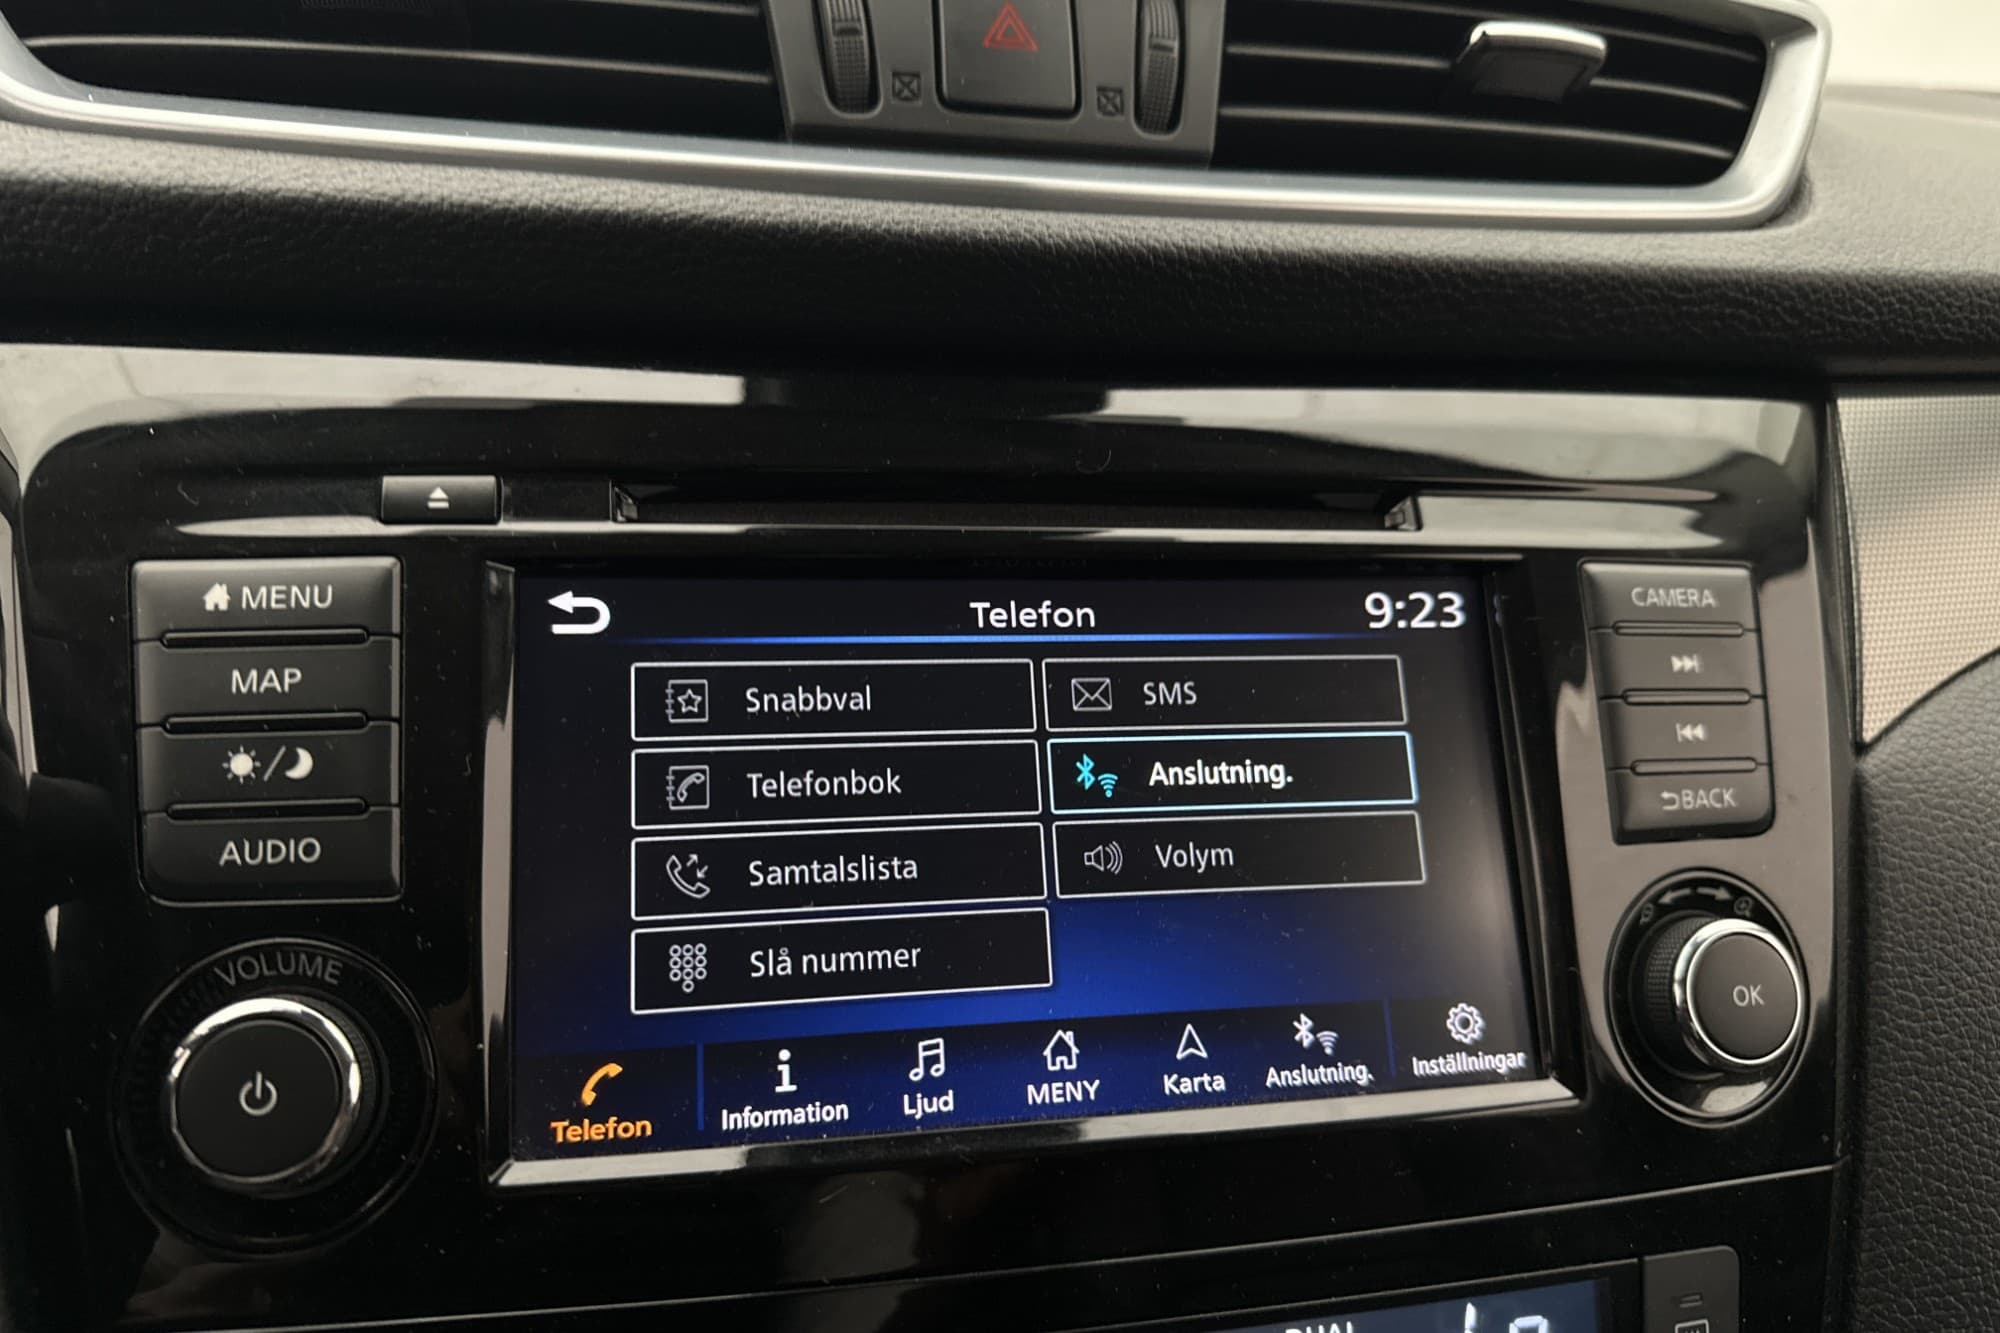 MENU
MAP
AUDIO
VOLUME
Telefon
9:23
Snabbval
SMS
Telefonbok
Anslutning.
Samtalslista
Volym
Slå nummer
Telefon
Information
Ljud
MENY
Karta
Anslutning.
Inställningar
CAMERA
BACK
OK
DUAL